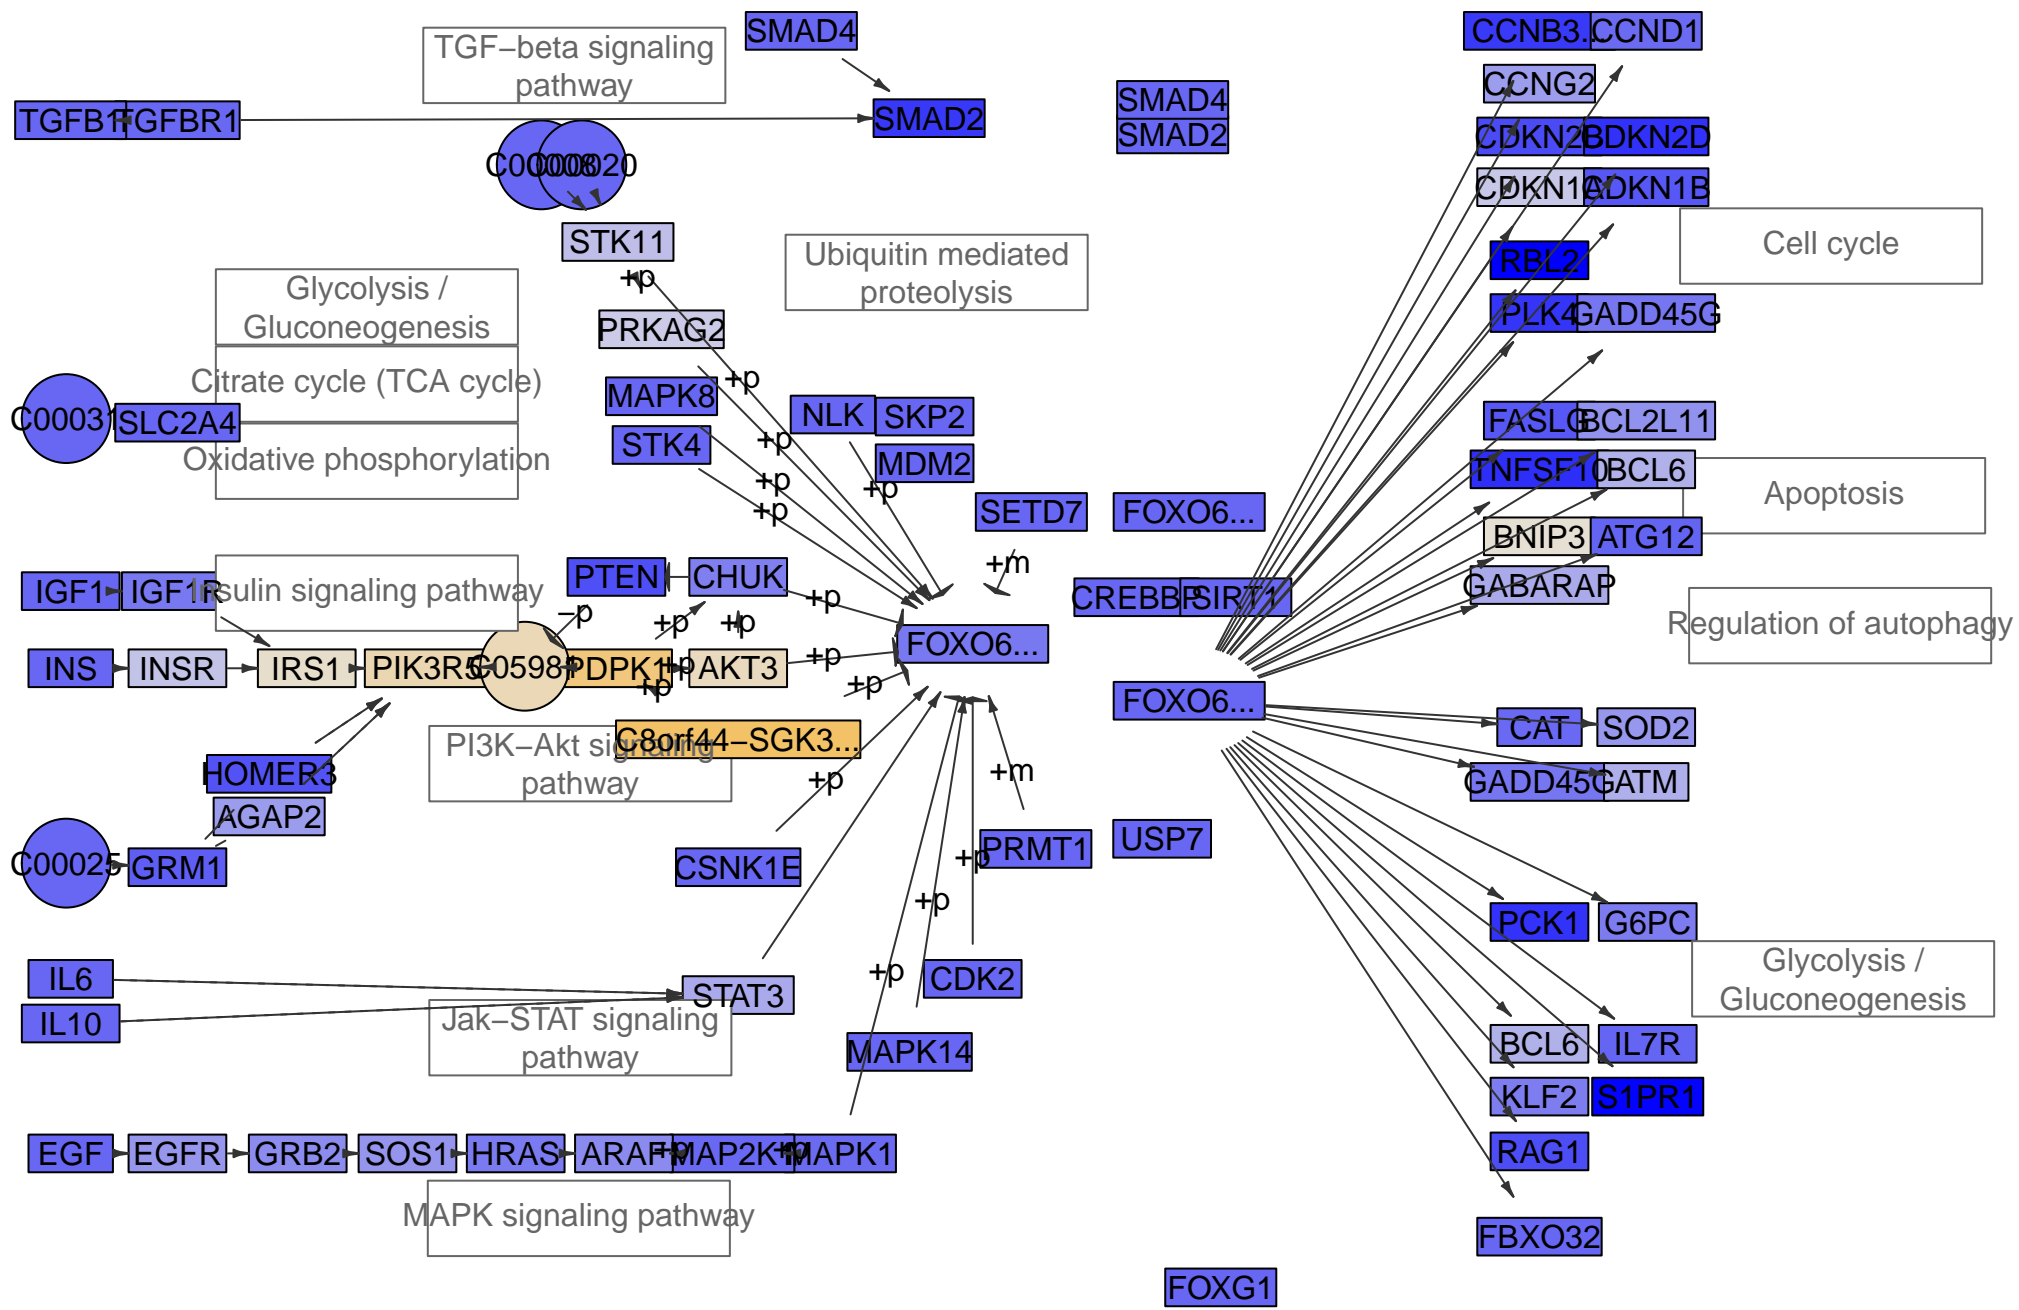 SMAD4
CCNB3...
CCND1
TGF−beta signaling
pathway
CCNG2
SMAD4
TGFB1
TGFBR1
SMAD2
SMAD2
CDKN2B
CDKN2D
C00020
CDKN1A
CDKN1B
STK11
Cell cycle
Ubiquitin mediated
proteolysis
RBL2
+p
Glycolysis /
Gluconeogenesis
PLK4
GADD45G
PRKAG2
Citrate cycle (TCA cycle)
+p
MAPK8
C00031
SLC2A4
NLK
SKP2
FASLG
BCL2L11
STK4
+p
Oxidative phosphorylation
MDM2
TNFSF10
BCL6
+p
+p
Apoptosis
+p
SETD7
FOXO6...
BNIP3
ATG12
+m
IGF1
IGF1R
Insulin signaling pathway
PTEN
CHUK
GABARAP
+p
CREBBP
SIRT1
−p
+p
+p
Regulation of autophagy
FOXO6...
INS
INSR
IRS1
PIK3R5
C05981
PDPK1
+p
AKT3
+p
+p
+p
FOXO6...
CAT
SOD2
C8orf44−SGK3...
PI3K−Akt signaling
pathway
HOMER3
+p
+m
GADD45G
GATM
AGAP2
USP7
PRMT1
C00025
GRM1
CSNK1E
+p
+p
PCK1
G6PC
Glycolysis /
Gluconeogenesis
+p
IL6
CDK2
STAT3
IL10
Jak−STAT signaling
pathway
MAPK14
BCL6
IL7R
KLF2
S1PR1
EGF
EGFR
GRB2
SOS1
HRAS
ARAF
+p
MAP2K1
+p
MAPK1
RAG1
MAPK signaling pathway
FBXO32
FOXG1